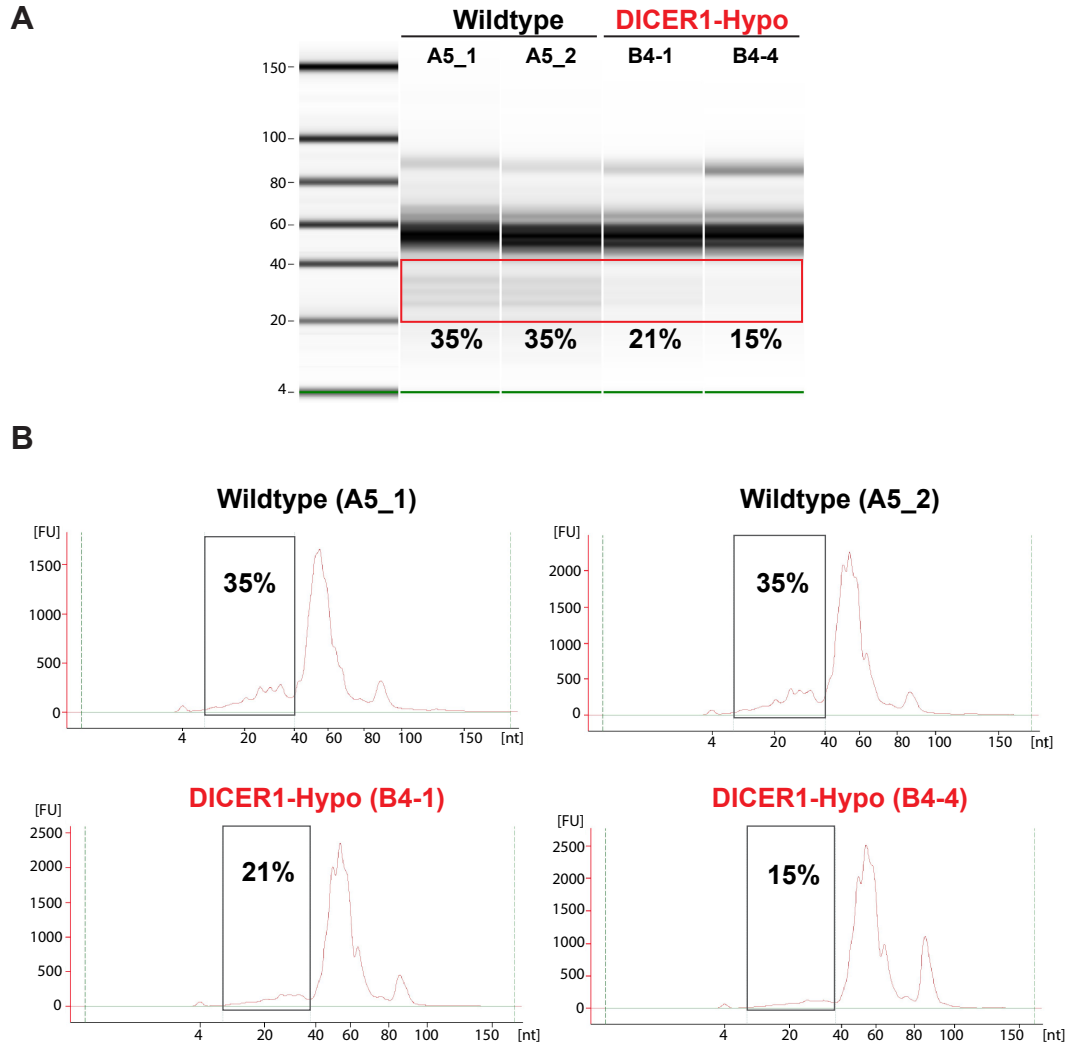 A
Wildtype DICER1-Hypo
A5_1 A5_2 B4-1 B4-4
150
100
80
60
40
20
35% 35% 21% 15%
4
B
Wildtype (A5_1)
[FU]
1500
1000
500
0
35%
4 20 40 60 80 100 150 [nt]
Wildtype (A5_2)
[FU]
2000
1500
1000
500
0
35%
4 20 40 60 80 100 150 [nt]
DICER1-Hypo (B4-1)
[FU]
2500
2000
1500
1000
500
0
21%
4 20 40 60 80 100 150 [nt]
DICER1-Hypo (B4-4)
[FU]
2500
2000
1500
1000
500
0
15%
4 20 40 60 80 100 150 [nt]